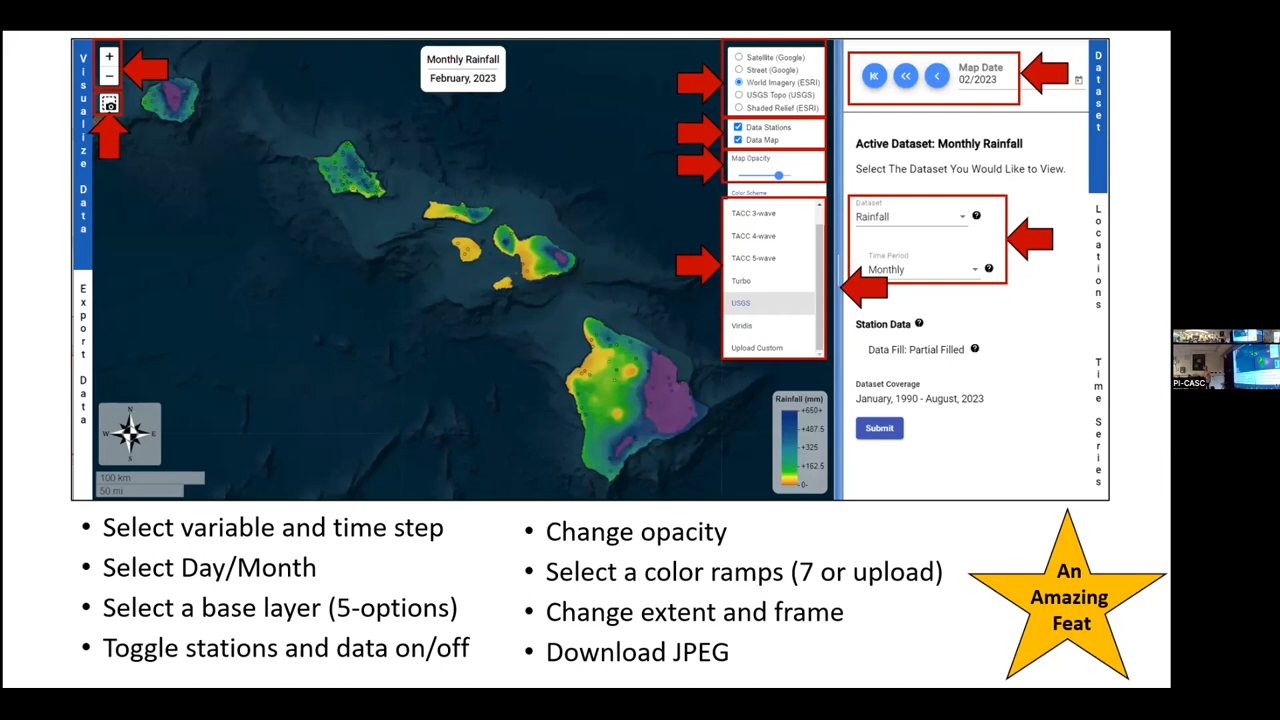 Visualize Data
Export Data
+
−
Monthly Rainfall
February, 2023
Satellite (Google)
Street (Google)
World Imagery (ESRI)
USGS Topo (USGS)
Shaded Relief (ESRI)
Data Stations
Data Map
Map Opacity
Color Scheme
TACC 3-wave
TACC 4-wave
TACC 5-wave
Turbo
USGS
Viridis
Upload Custom
N
W
E
S
100 km
50 mi
Rainfall (mm)
+650+
+487.5
+325
+162.5
0-
Map Date
02/2023
Active Dataset: Monthly Rainfall
Select The Dataset You Would Like to View.
Dataset
Rainfall
?
Time Period
Monthly
?
Station Data ?
Data Fill: Partial Filled ?
Dataset Coverage
January, 1990 - August, 2023
Submit
Dataset
Locations
Time Series
• Select variable and time step
• Select Day/Month
• Select a base layer (5-options)
• Toggle stations and data on/off
• Change opacity
• Select a color ramps (7 or upload)
• Change extent and frame
• Download JPEG
An
Amazing
Feat
PI-CASC